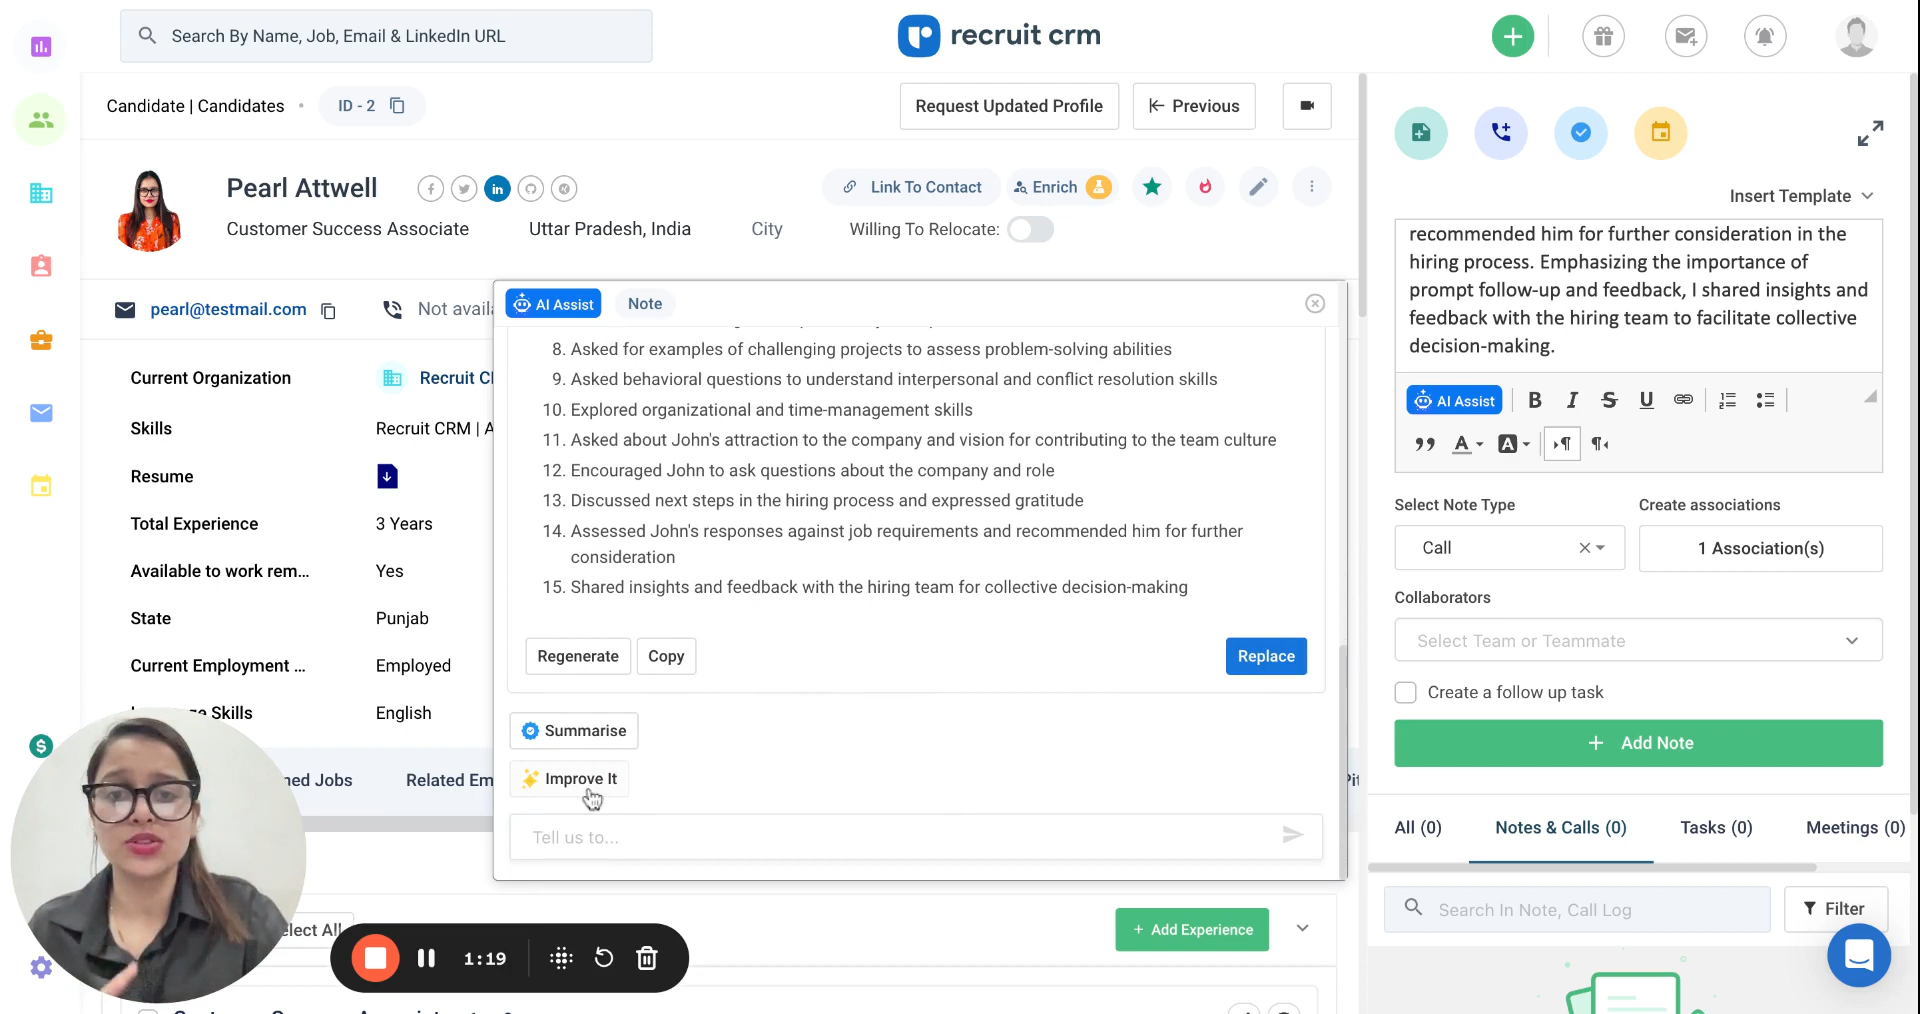 Search By Name, Job, Email & LinkedIn URL
recruit crm
Candidate | Candidates • ID - 2
Request Updated Profile
Previous
Pearl Attwell
Link To Contact
Enrich
Customer Success Associate
Uttar Pradesh, India
City
Willing To Relocate:
pearl@testmail.com
Not avail
Current Organization
Recruit C
Skills
Recruit CRM | A
Resume
Total Experience
3 Years
Available to work rem...
Yes
State
Punjab
Current Employment ...
Employed
Skills
English
Jobs
Related Em
AI Assist
Note
8. Asked for examples of challenging projects to assess problem-solving abilities
9. Asked behavioral questions to understand interpersonal and conflict resolution skills
10. Explored organizational and time-management skills
11. Asked about John's attraction to the company and vision for contributing to the team culture
12. Encouraged John to ask questions about the company and role
13. Discussed next steps in the hiring process and expressed gratitude
14. Assessed John's responses against job requirements and recommended him for further
consideration
15. Shared insights and feedback with the hiring team for collective decision-making
Regenerate
Copy
Replace
Summarise
Improve It
Tell us to...
elect All
1:19
+ Add Experience
Insert Template
recommended him for further consideration in the
hiring process. Emphasizing the importance of
prompt follow-up and feedback, I shared insights and
feedback with the hiring team to facilitate collective
decision-making.
AI Assist
B I S U
Select Note Type
Create associations
Call
1 Association(s)
Collaborators
Select Team or Teammate
Create a follow up task
+ Add Note
All (0)
Notes & Calls (0)
Tasks (0)
Meetings (0)
Search In Note, Call Log
Filter